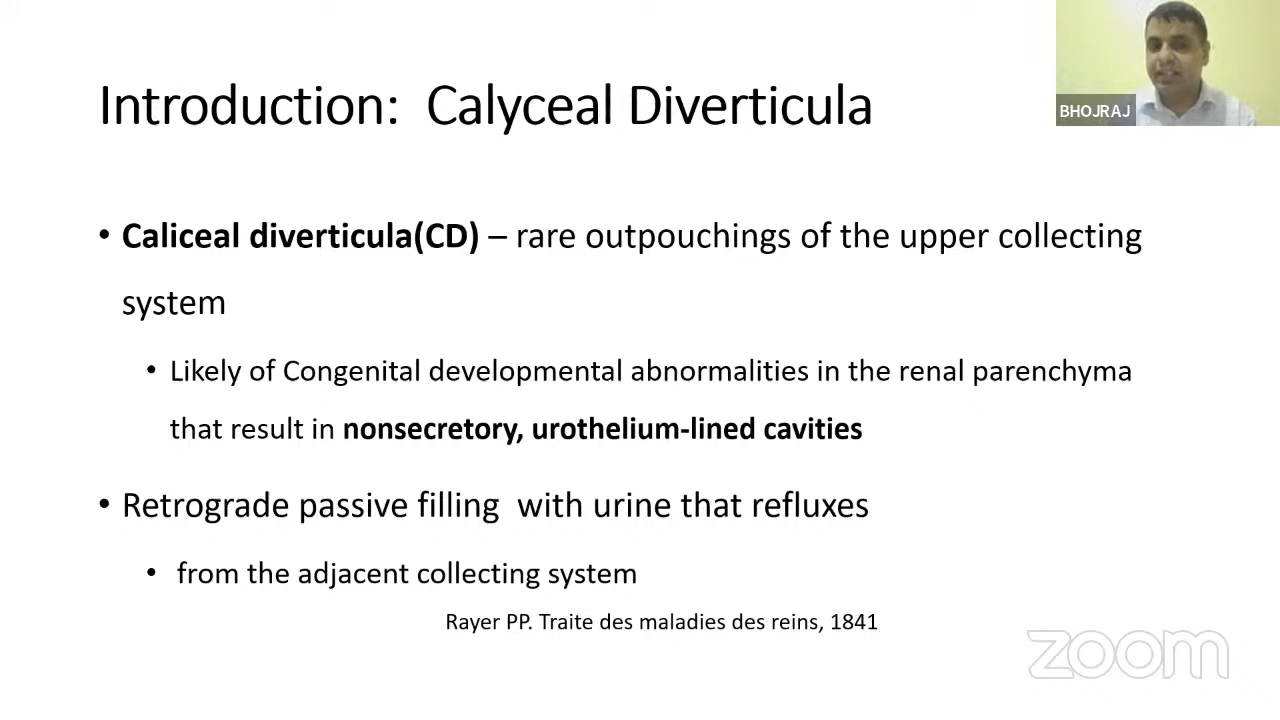 Introduction: Calyceal Diverticula
BHOJRAJ
• Caliceal diverticula(CD) – rare outpouchings of the upper collecting
system
• Likely of Congenital developmental abnormalities in the renal parenchyma
that result in nonsecretory, urothelium-lined cavities
• Retrograde passive filling with urine that refluxes
• from the adjacent collecting system
Rayer PP. Traite des maladies des reins, 1841
zoom